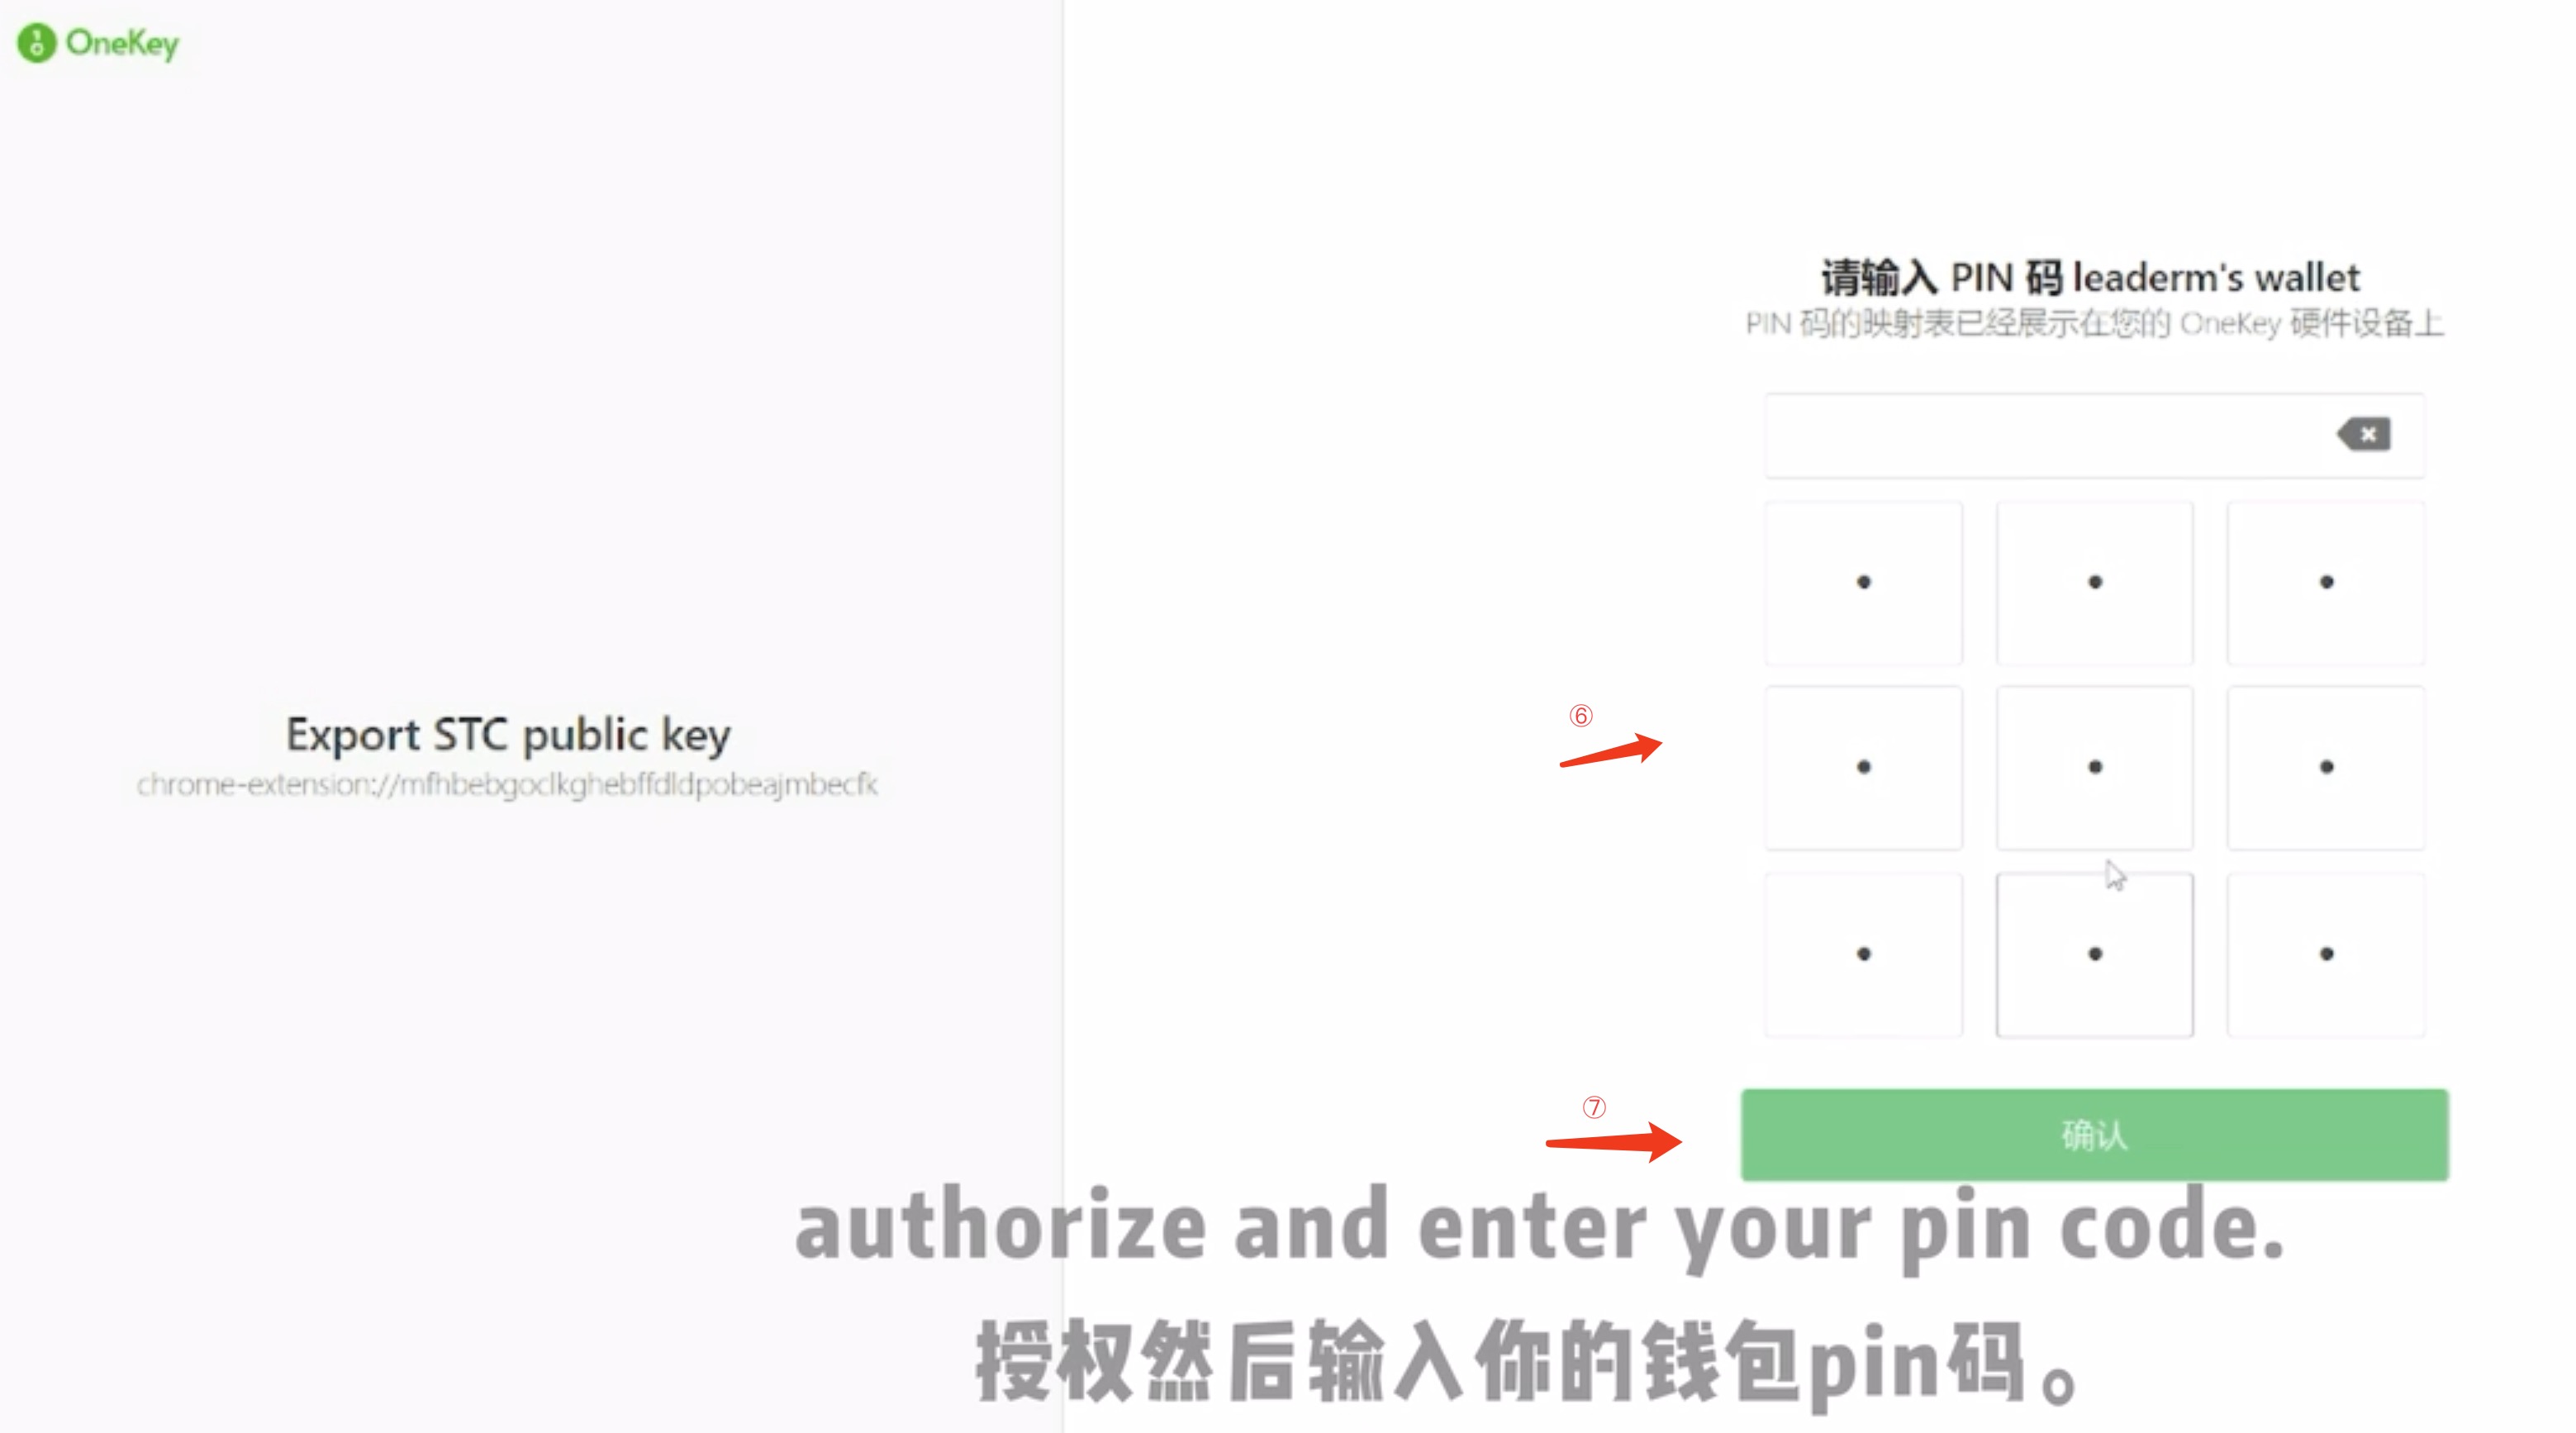 OneKey
Export STC public key
chrome-extension://mfhbebgoclkghebffdldpobeajmbecfk
请输入 PIN 码 leaderm's wallet
PIN 码的映射表已经展示在您的 OneKey 硬件设备上
⑥
⑦
确认
authorize and enter your pin code.
授权然后输入你的钱包pin码。